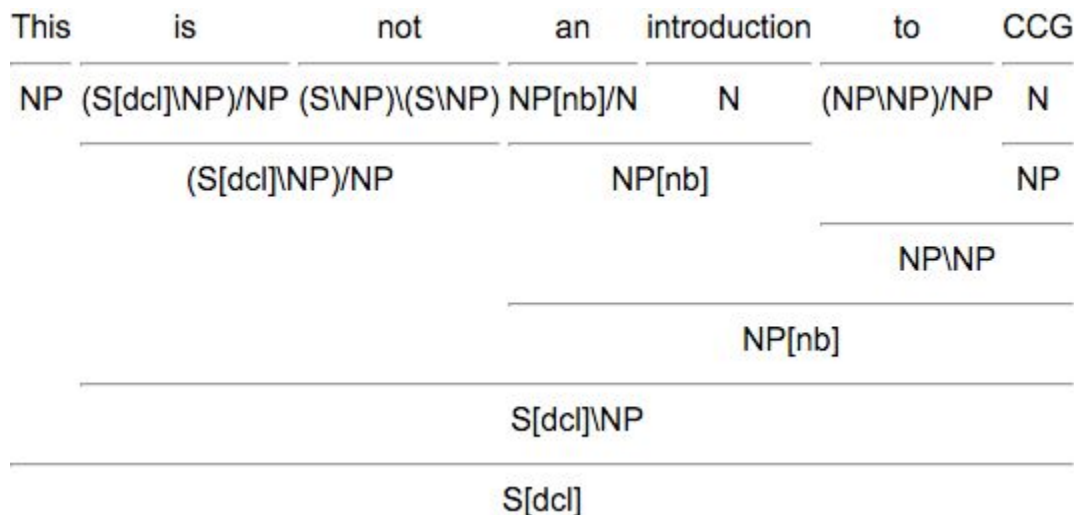 This is not an introduction to CCG
NP (S[dcl]\NP)/NP (S\NP)\(S\NP) NP[nb]/N N (NP\NP)/NP N
(S[dcl]\NP)/NP NP[nb] NP
NP\NP
NP[nb]
S[dcl]\NP
S[dcl]